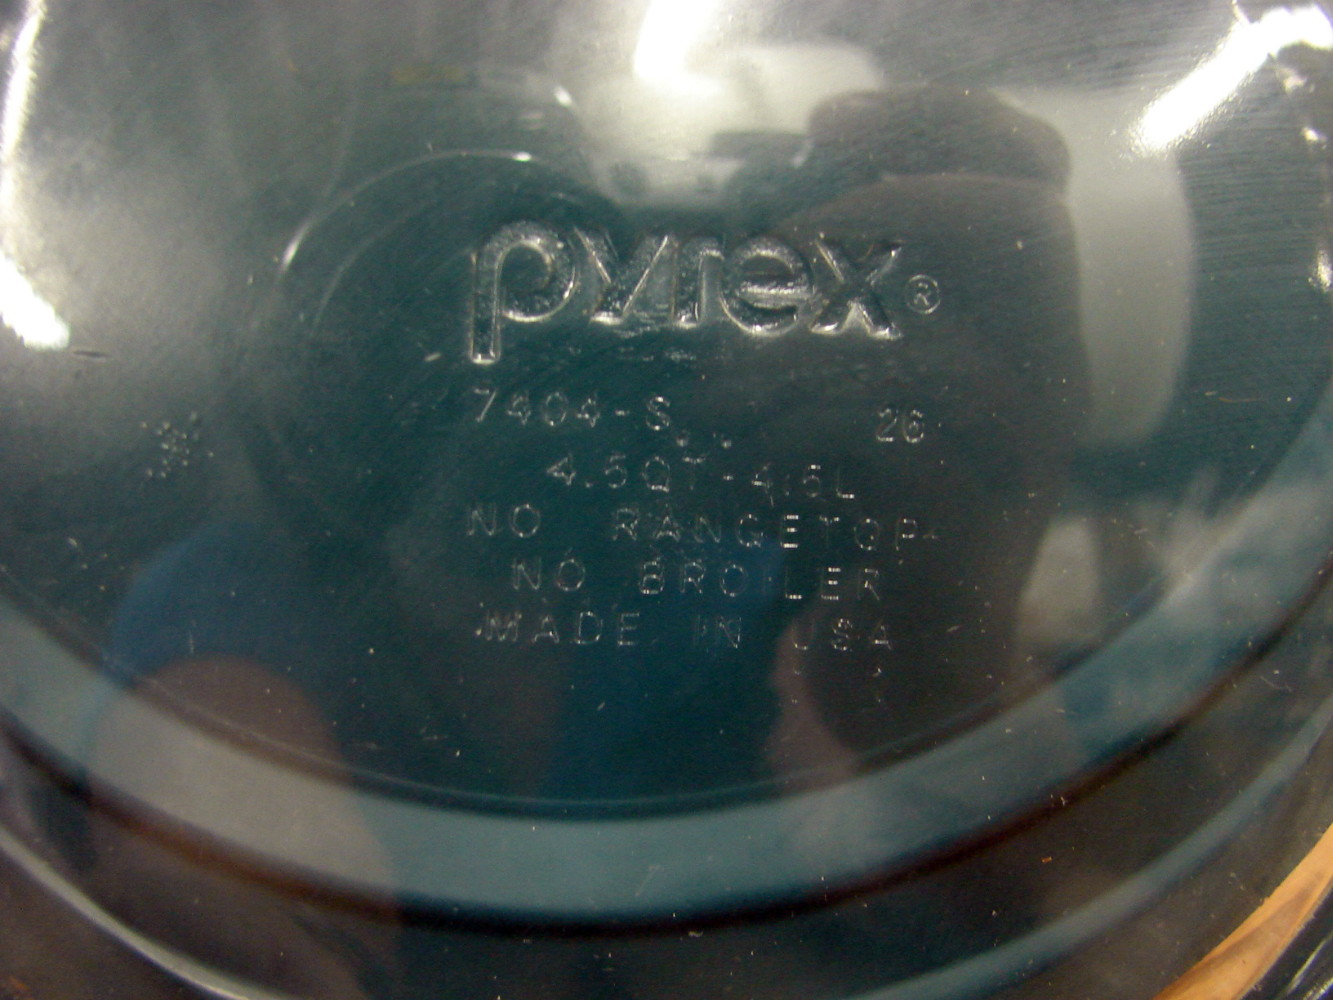 pyrex®
7404-S 26
4.5QT-4.5L
NO RANGETOP
NO BROILER
MADE IN USA